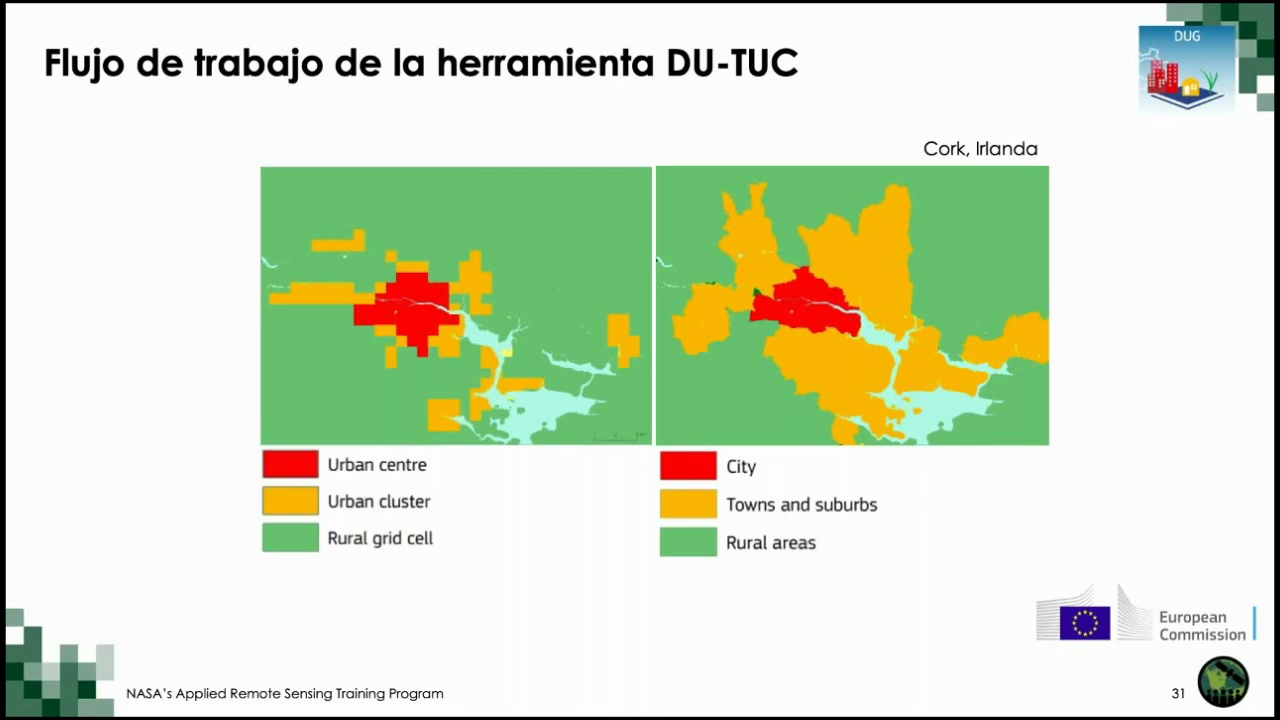 DUG
Flujo de trabajo de la herramienta DU-TUC
Cork, Irlanda
Urban centre
Urban cluster
Rural grid cell
City
Towns and suburbs
Rural areas
European
Commission
NASA's Applied Remote Sensing Training Program
31